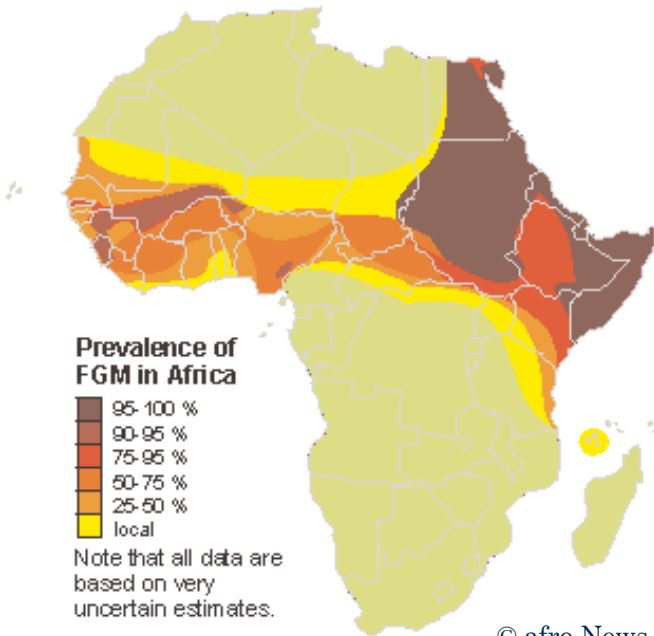 Prevalence of
FGM in Africa
95-100 %
90-95 %
75-95 %
50-75 %
25-50 %
local
Note that all data are
based on very
uncertain estimates.
© afro News